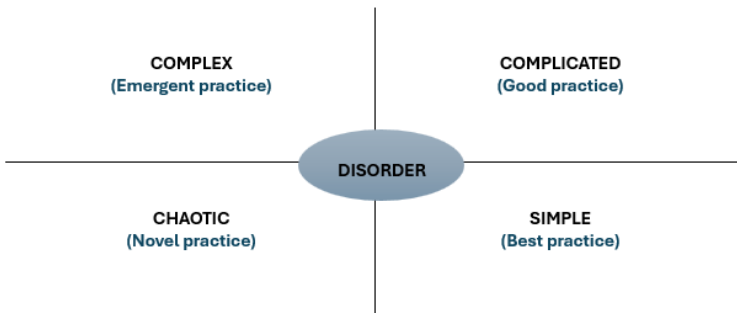 COMPLEX
(Emergent practice)
COMPLICATED
(Good practice)
DISORDER
CHAOTIC
(Novel practice)
SIMPLE
(Best practice)